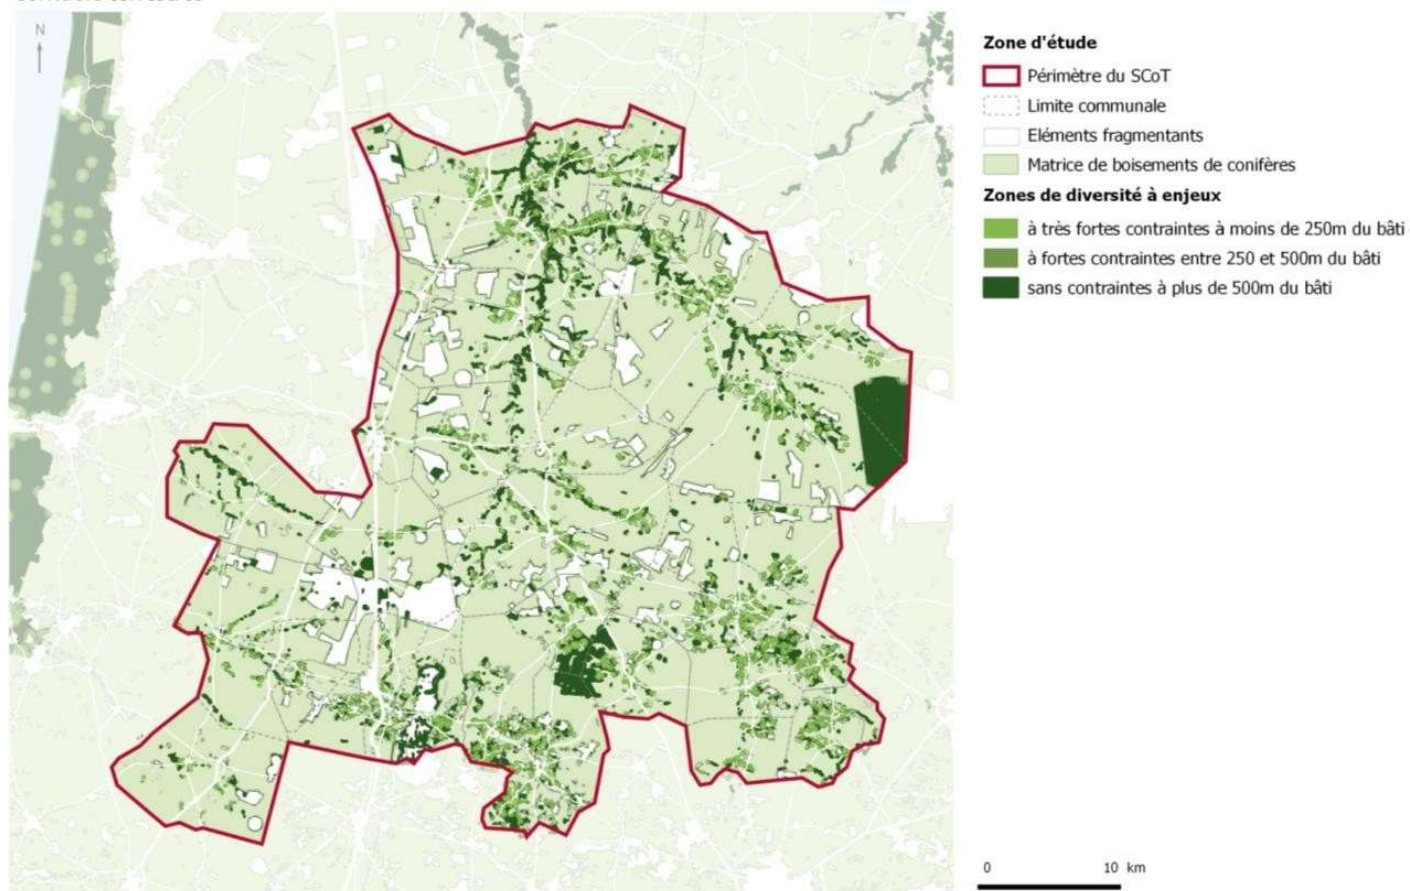 N
Zone d'étude
Périmètre du SCoT
Limite communale
Eléments fragmentants
Matrice de boisements de conifères
Zones de diversité à enjeux
à très fortes contraintes à moins de 250m du bâti
à fortes contraintes entre 250 et 500m du bâti
sans contraintes à plus de 500m du bâti
0 10 km